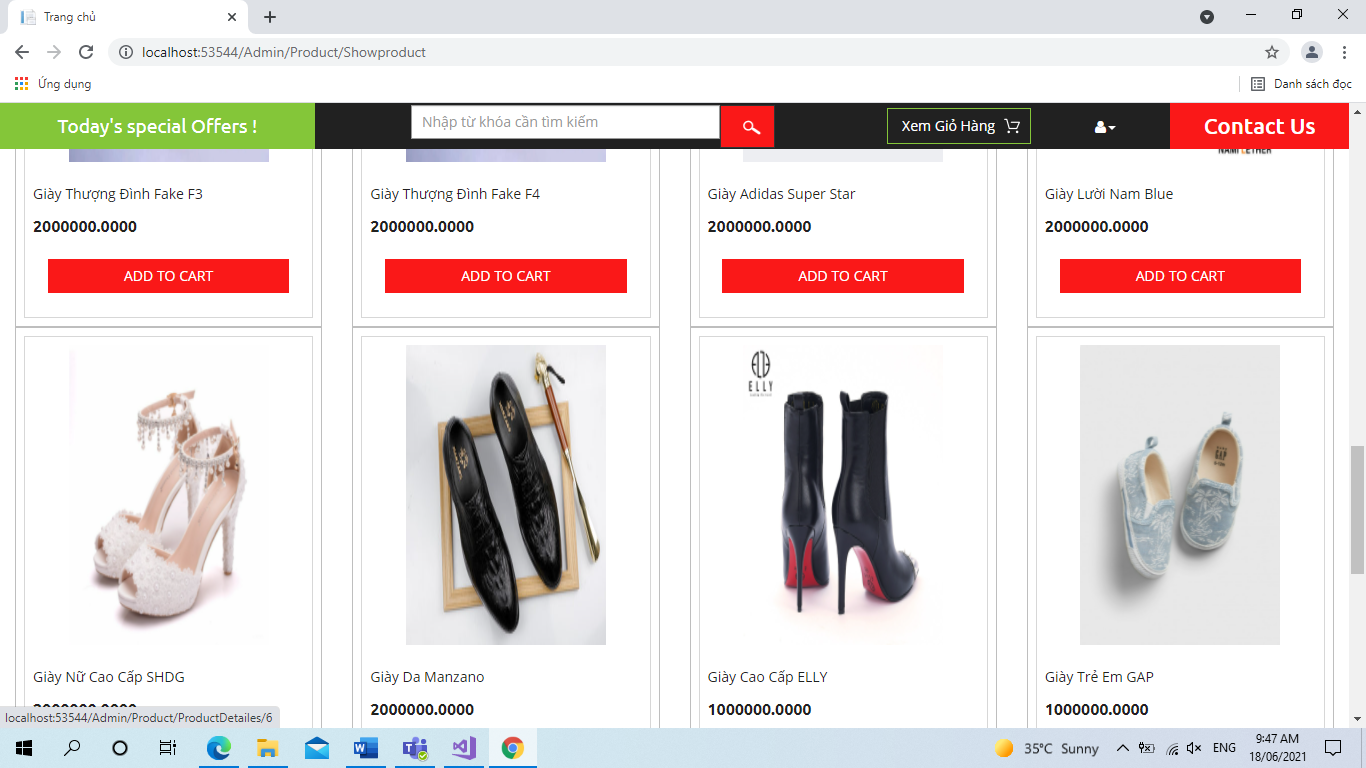 Trang chủ
localhost:53544/Admin/Product/Showproduct
Ứng dụng
Danh sách đọc
Today's special Offers !
Nhập từ khóa cần tìm kiếm
Xem Giỏ Hàng
Contact Us
Giày Thượng Đình Fake F3
Giày Thượng Đình Fake F4
Giày Adidas Super Star
Giày Lười Nam Blue
2000000.0000
2000000.0000
2000000.0000
2000000.0000
ADD TO CART
ADD TO CART
ADD TO CART
ADD TO CART
ELLY
GAP
Giày Nữ Cao Cấp SHDG
Giày Da Manzano
Giày Cao Cấp ELLY
Giày Trẻ Em GAP
2000000.0000
1000000.0000
1000000.0000
localhost:53544/Admin/Product/ProductDetailes/6
35°C Sunny
ENG
9:47 AM
18/06/2021